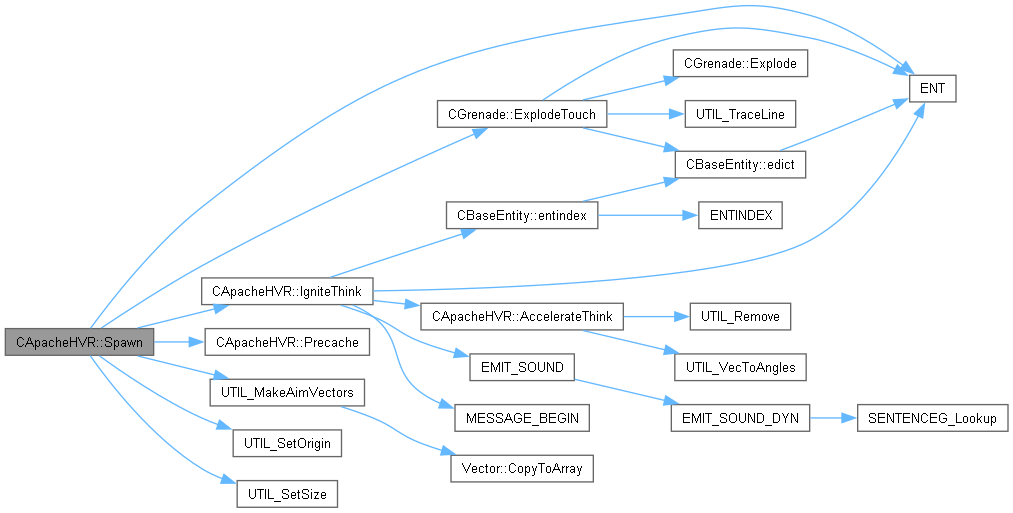 CGrenade::Explode
ENT
CGrenade::ExplodeTouch
UTIL_TraceLine
CBaseEntity::edict
CBaseEntity::entindex
ENTINDEX
CApacheHVR::IgniteThink
CApacheHVR::AccelerateThink
UTIL_Remove
CApacheHVR::Spawn
CApacheHVR::Precache
EMIT_SOUND
UTIL_VecToAngles
UTIL_MakeAimVectors
MESSAGE_BEGIN
EMIT_SOUND_DYN
SENTENCEG_Lookup
UTIL_SetOrigin
Vector::CopyToArray
UTIL_SetSize